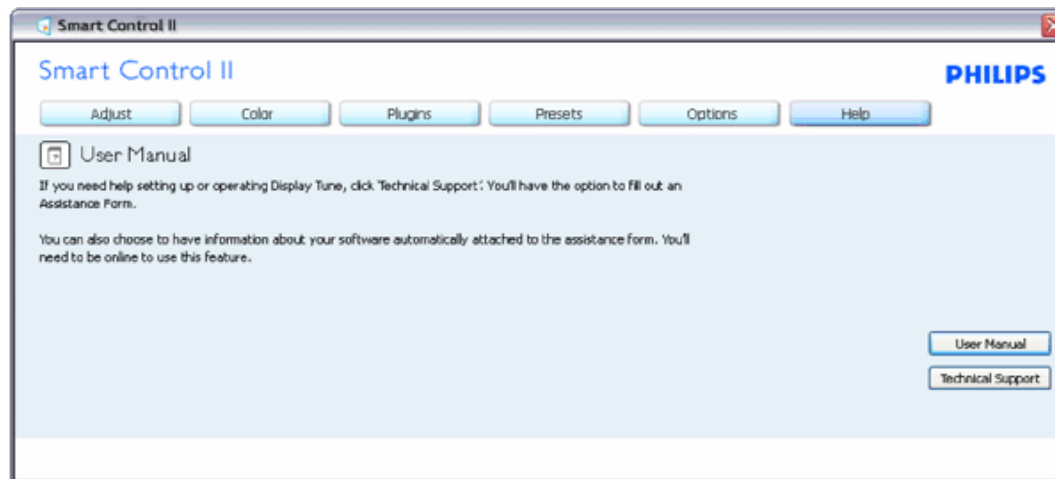 Smart Control II
Smart Control II
PHILIPS
Adjust
Color
Plugins
Presets
Options
Help
User Manual
If you need help setting up or operating Display Tune, click 'Technical Support'. You'll have the option to fill out an
Assistance Form.
You can also choose to have information about your software automatically attached to the assistance form. You'll
need to be online to use this feature.
User Manual
Technical Support